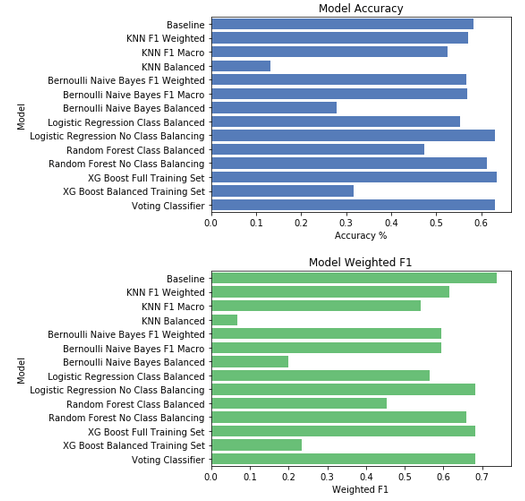 Model Accuracy
Baseline
KNN F1 Weighted
KNN F1 Macro
KNN Balanced
Bernoulli Naive Bayes F1 Weighted
Bernoulli Naive Bayes F1 Macro
Bernoulli Naive Bayes Balanced
Logistic Regression Class Balanced
Logistic Regression No Class Balancing
Random Forest Class Balanced
Random Forest No Class Balancing
XG Boost Full Training Set
XG Boost Balanced Training Set
Voting Classifier
Model
0.0 0.1 0.2 0.3 0.4 0.5 0.6
Accuracy %
Model Weighted F1
Baseline
KNN F1 Weighted
KNN F1 Macro
KNN Balanced
Bernoulli Naive Bayes F1 Weighted
Bernoulli Naive Bayes F1 Macro
Bernoulli Naive Bayes Balanced
Logistic Regression Class Balanced
Logistic Regression No Class Balancing
Random Forest Class Balanced
Random Forest No Class Balancing
XG Boost Full Training Set
XG Boost Balanced Training Set
Voting Classifier
Model
0.0 0.1 0.2 0.3 0.4 0.5 0.6 0.7
Weighted F1